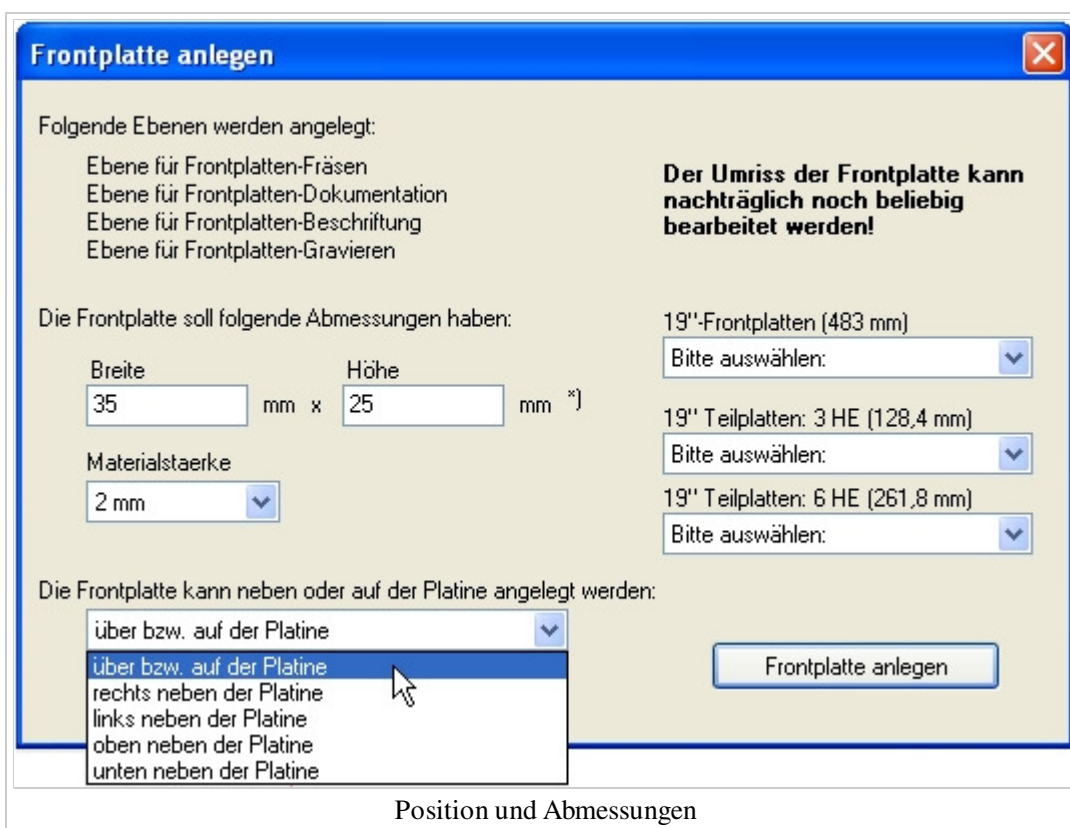 Frontplatte anlegen
Folgende Ebenen werden angelegt:
Ebene für Frontplatten-Fräsen
Ebene für Frontplatten-Dokumentation
Ebene für Frontplatten-Beschriftung
Ebene für Frontplatten-Gravieren
Der Umriss der Frontplatte kann
nachträglich noch beliebig
bearbeitet werden!
Die Frontplatte soll folgende Abmessungen haben:
Breite Höhe
35 mm x 25 mm *)
Materialstaerke
2 mm
19"-Frontplatten (483 mm)
Bitte auswählen:
19" Teilplatten: 3 HE (128,4 mm)
Bitte auswählen:
19" Teilplatten: 6 HE (261,8 mm)
Bitte auswählen:
Die Frontplatte kann neben oder auf der Platine angelegt werden:
über bzw. auf der Platine
über bzw. auf der Platine
rechts neben der Platine
links neben der Platine
oben neben der Platine
unten neben der Platine
Frontplatte anlegen
Position und Abmessungen